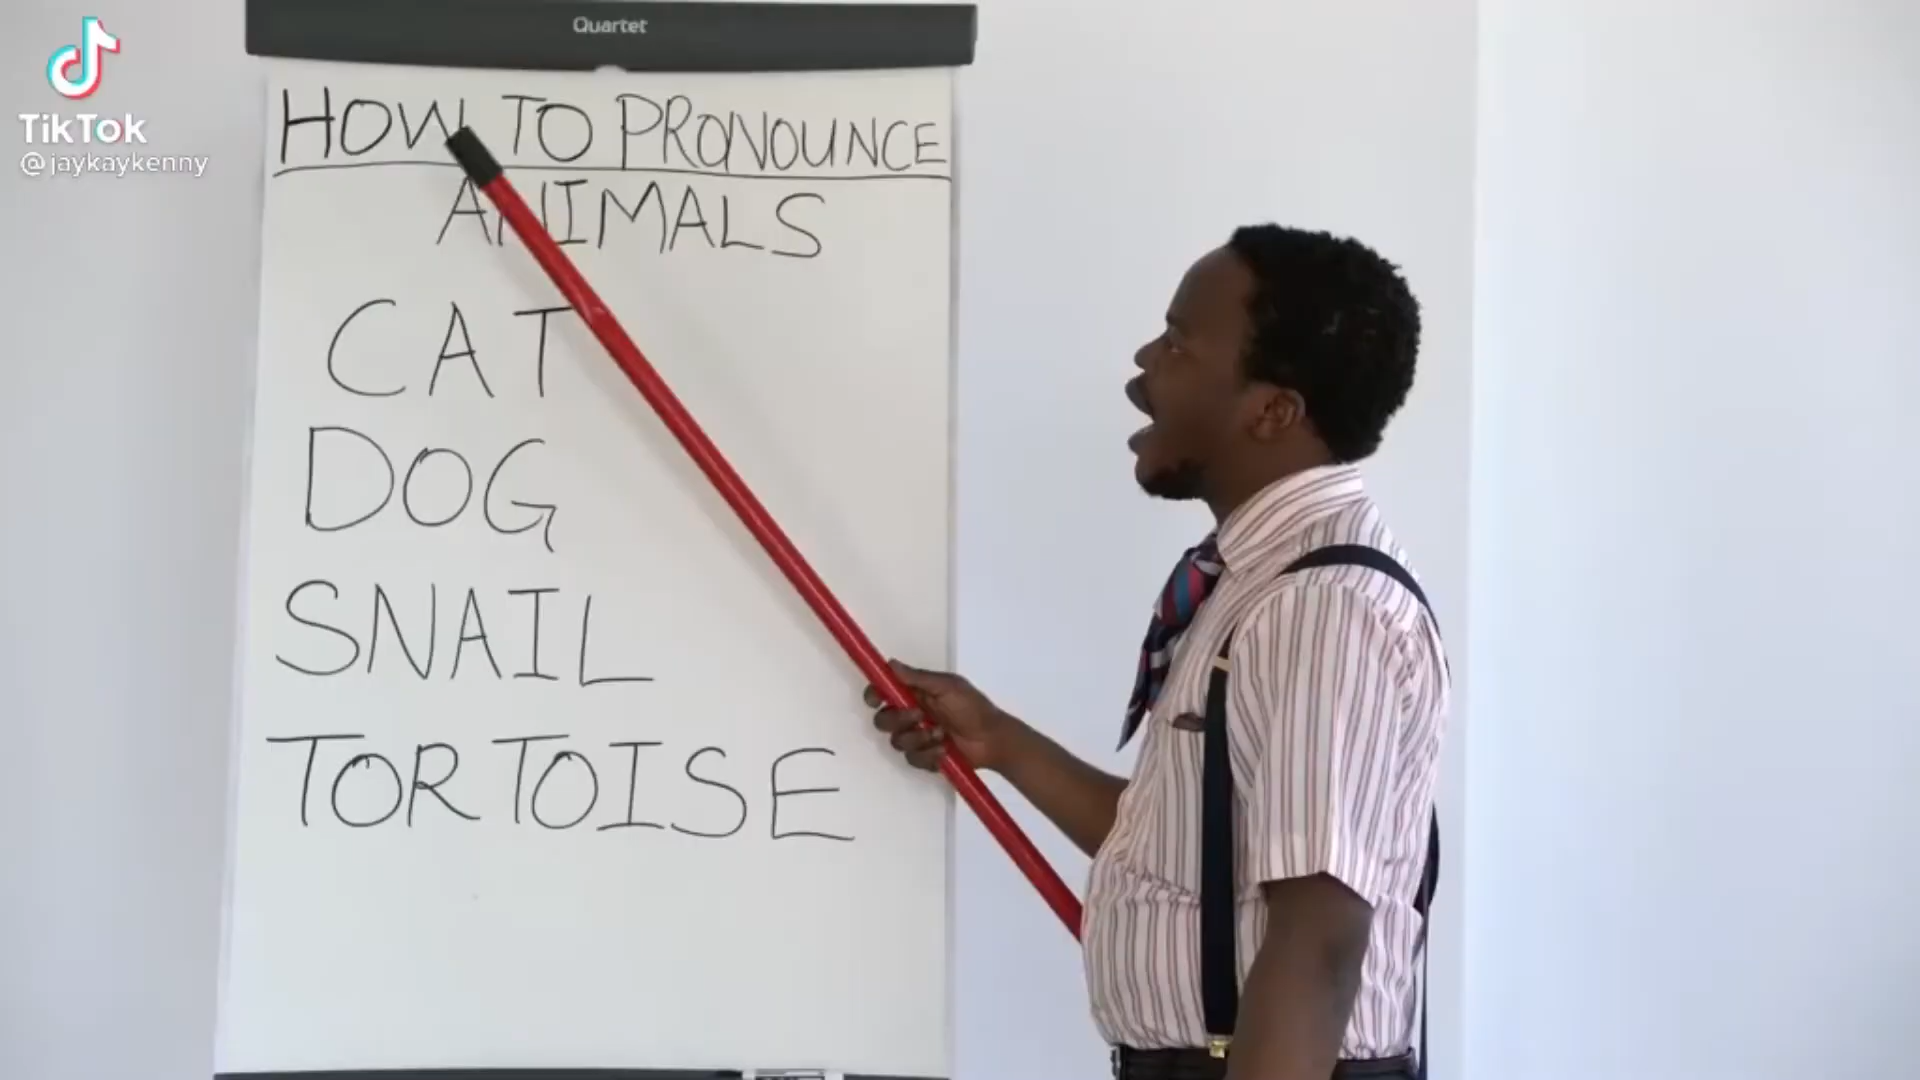 Quartet
TikTok
@jaykaykenny
HOW TO PRONOUNCE
ANIMALS
CAT
DOG
SNAIL
TORTOISE